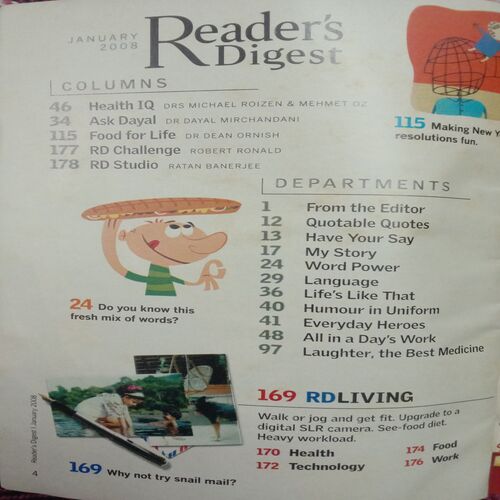 JANUARY
2008
Reader's
Digest
COLUMNS
46 Health IQ DRS MICHAEL ROIZEN & MEHMET OZ
34 Ask Dayal DR DAYAL MIRCHANDANI
115 Food for Life DR DEAN ORNISH
177 RD Challenge ROBERT RONALD
178 RD Studio RATAN BANERJEE
115 Making New
resolutions fun.
DEPARTMENTS
1 From the Editor
12 Quotable Quotes
13 Have Your Say
17 My Story
24 Word Power
29 Language
36 Life's Like That
40 Humour in Uniform
41 Everyday Heroes
48 All in a Day's Work
97 Laughter, the Best Medicine
24 Do you know this
fresh mix of words?
169 RDLIVING
Walk or jog and get fit. Upgrade to a
digital SLR camera. See-food diet.
Heavy workload.
170 Health
172 Technology
174 Food
176 Work
169 Why not try snail mail?
Reader's Digest | January 2008
4